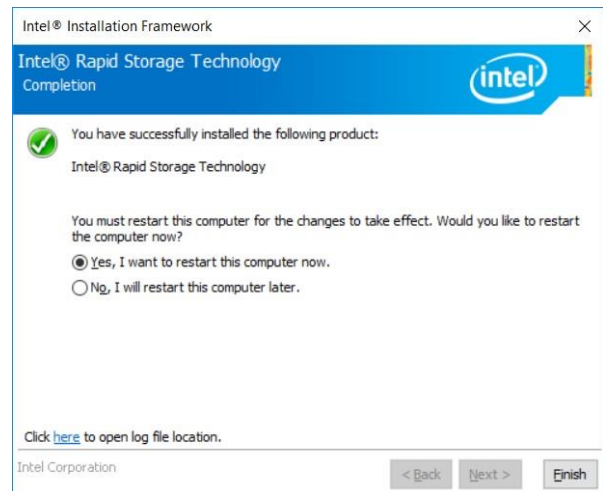 Intel® Installation Framework
Intel® Rapid Storage Technology
Completion
intel
You have successfully installed the following product:
Intel® Rapid Storage Technology
You must restart this computer for the changes to take effect. Would you like to restart
the computer now?
Yes, I want to restart this computer now.
No, I will restart this computer later.
Click here to open log file location.
Intel Corporation
< Back Next > Finish